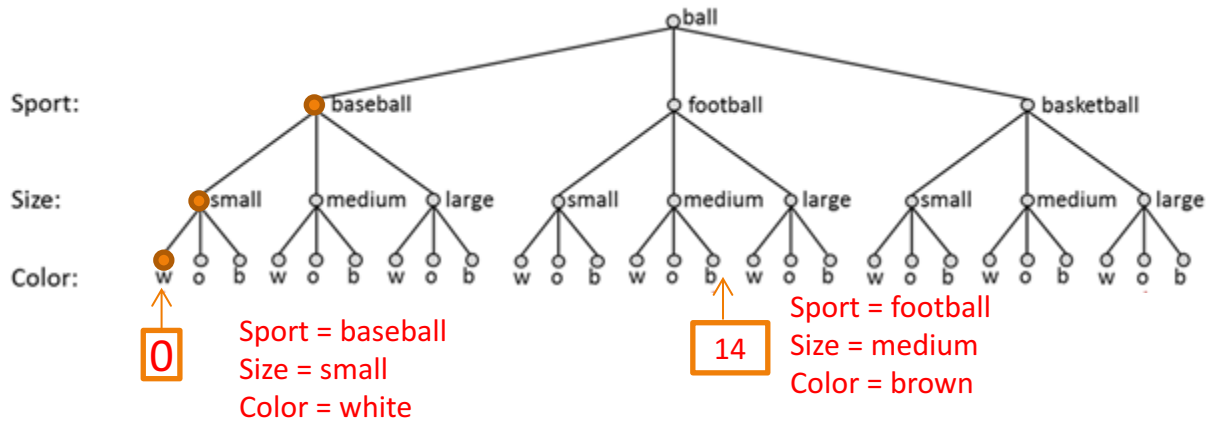 ball
Sport: baseball football basketball
Size: small medium large small medium large small medium large
Color: w o b w o b w o b w o b w o b w o b w o b w o b w o b
0
Sport = baseball
Size = small
Color = white
14
Sport = football
Size = medium
Color = brown